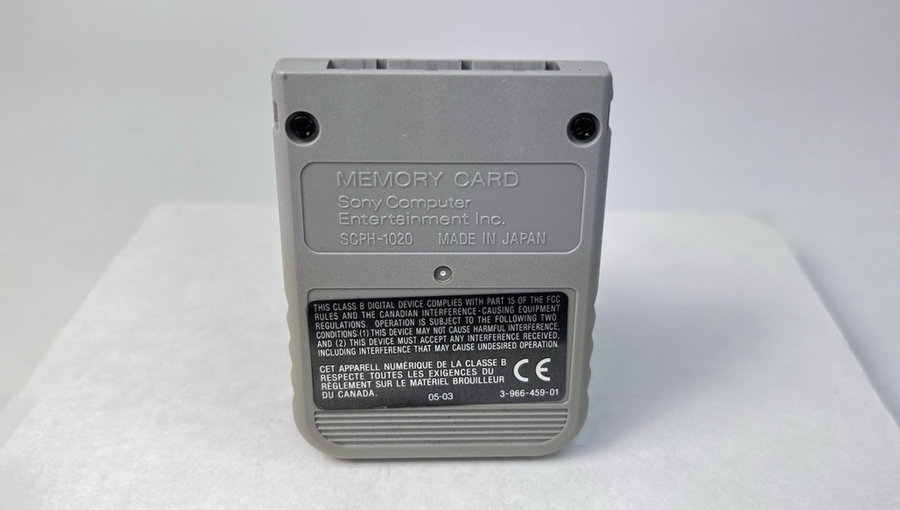 MEMORY CARD
Sony Computer
Entertainment Inc.
SCPH-1020 MADE IN JAPAN
THIS CLASS B DIGITAL DEVICE COMPLIES WITH PART 15 OF THE FCC
RULES AND THE CANADIAN INTERFERENCE-CAUSING EQUIPMENT
REGULATIONS. OPERATION IS SUBJECT TO THE FOLLOWING TWO
CONDITIONS:(1) THIS DEVICE MAY NOT CAUSE HARMFUL INTERFERENCE,
AND (2) THIS DEVICE MUST ACCEPT ANY INTERFERENCE RECEIVED,
INCLUDING INTERFERENCE THAT MAY CAUSE UNDESIRED OPERATION.
CET APPARELL NUMÉRIQUE DE LA CLASSE B
RESPECTE TOUTES LES EXIGENCES DU
RÈGLEMENT SUR LE MATÉRIEL BROUILLEUR
DU CANADA.
CE
05-03 3-966-459-01